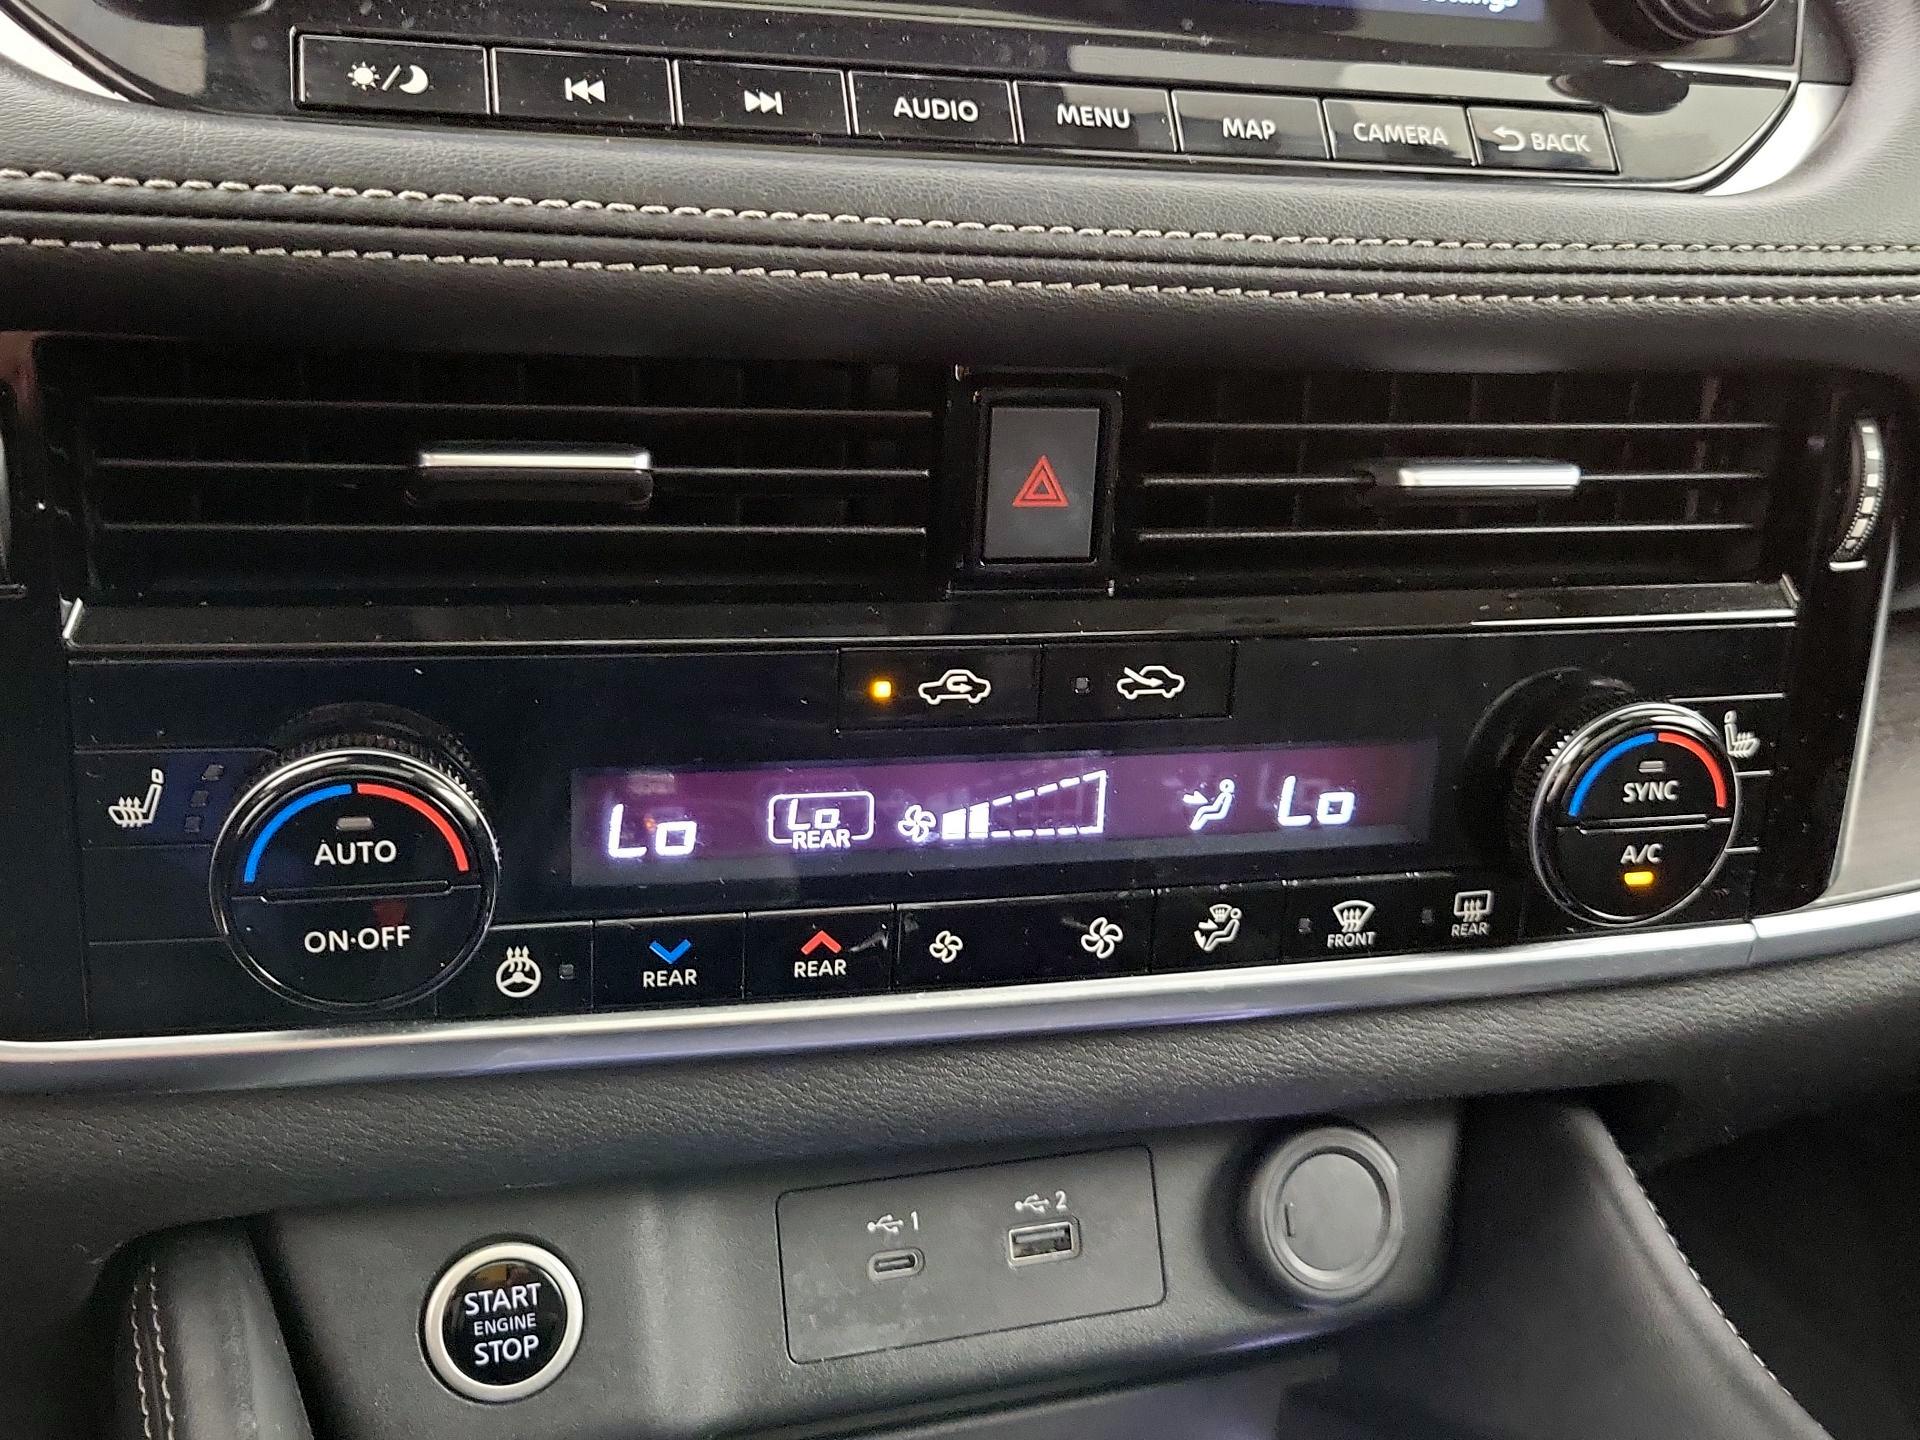 AUDIO
MENU
MAP
CAMERA
BACK
AUTO
ON·OFF
Lo
Lo
REAR
Lo
SYNC
A/C
REAR
REAR
FRONT
REAR
1
2
START
ENGINE
STOP